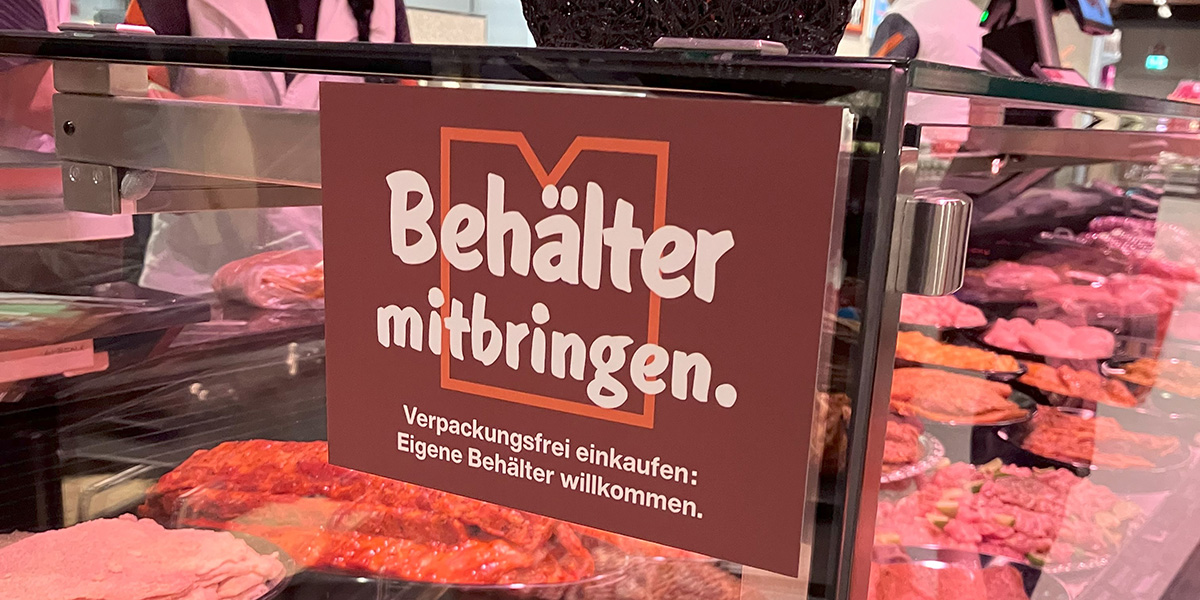 Behälter
mitbringen.
Verpackungsfrei einkaufen:
Eigene Behälter willkommen.